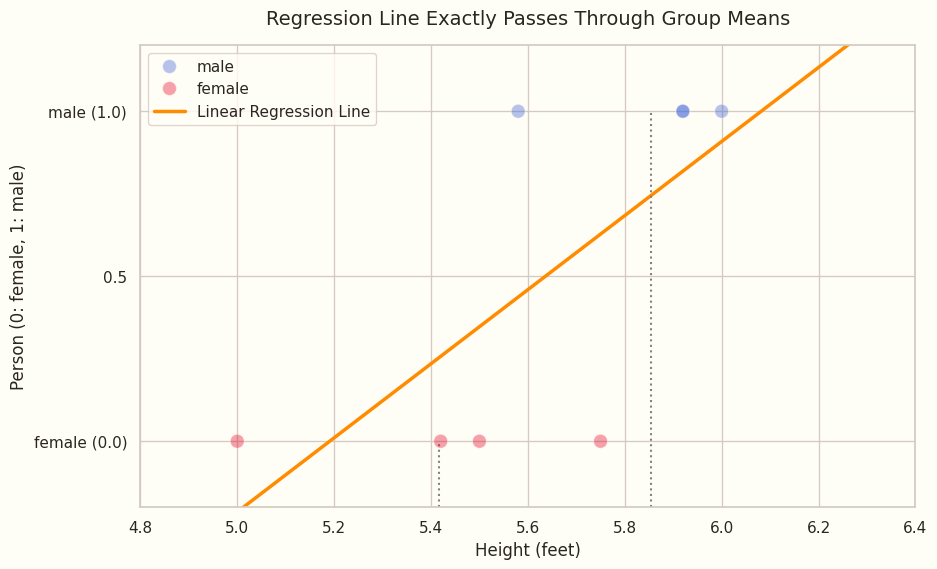 Regression Line Exactly Passes Through Group Means
male
female
Linear Regression Line
Person (0: female, 1: male)
male (1.0)
0.5
female (0.0)
4.8 5.0 5.2 5.4 5.6 5.8 6.0 6.2 6.4
Height (feet)